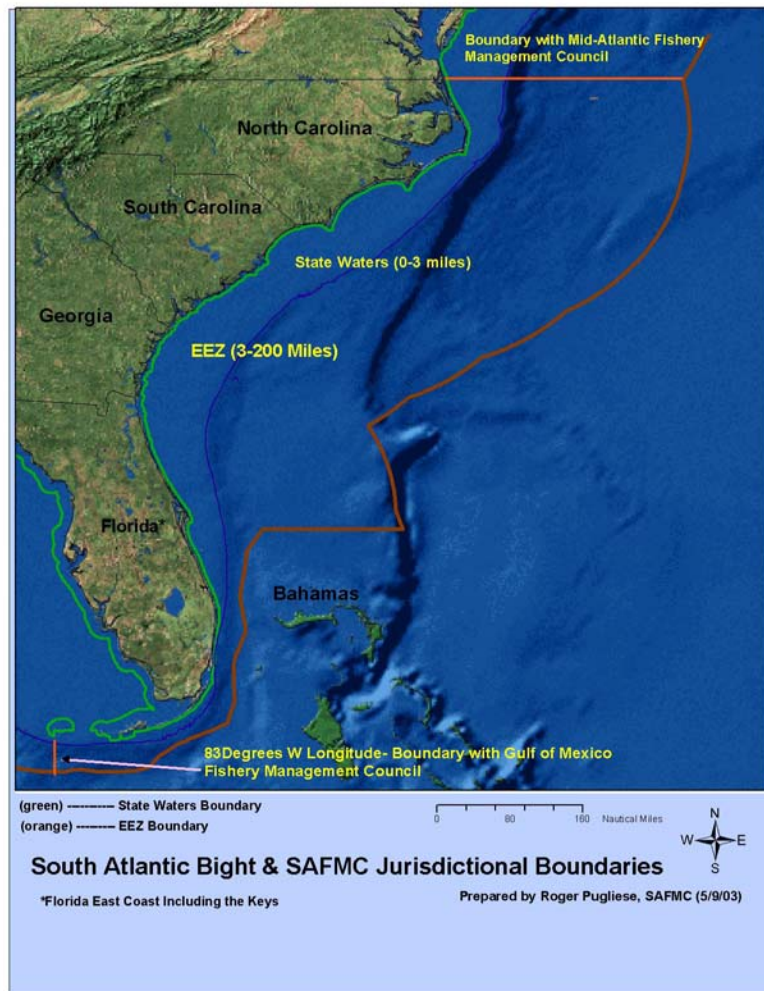 Boundary with Mid-Atlantic Fishery
Management Council
North Carolina
South Carolina
State Waters (0-3 miles)
Georgia
EEZ (3-200 Miles)
Florida*
Bahamas
83Degrees W Longitude- Boundary with Gulf of Mexico
Fishery Management Council
(green) ----------- State Waters Boundary
(orange) --------- EEZ Boundary
0 80 160 Nautical Miles
N
W E
S
South Atlantic Bight & SAFMC Jurisdictional Boundaries
*Florida East Coast Including the Keys
Prepared by Roger Pugliese, SAFMC (5/9/03)